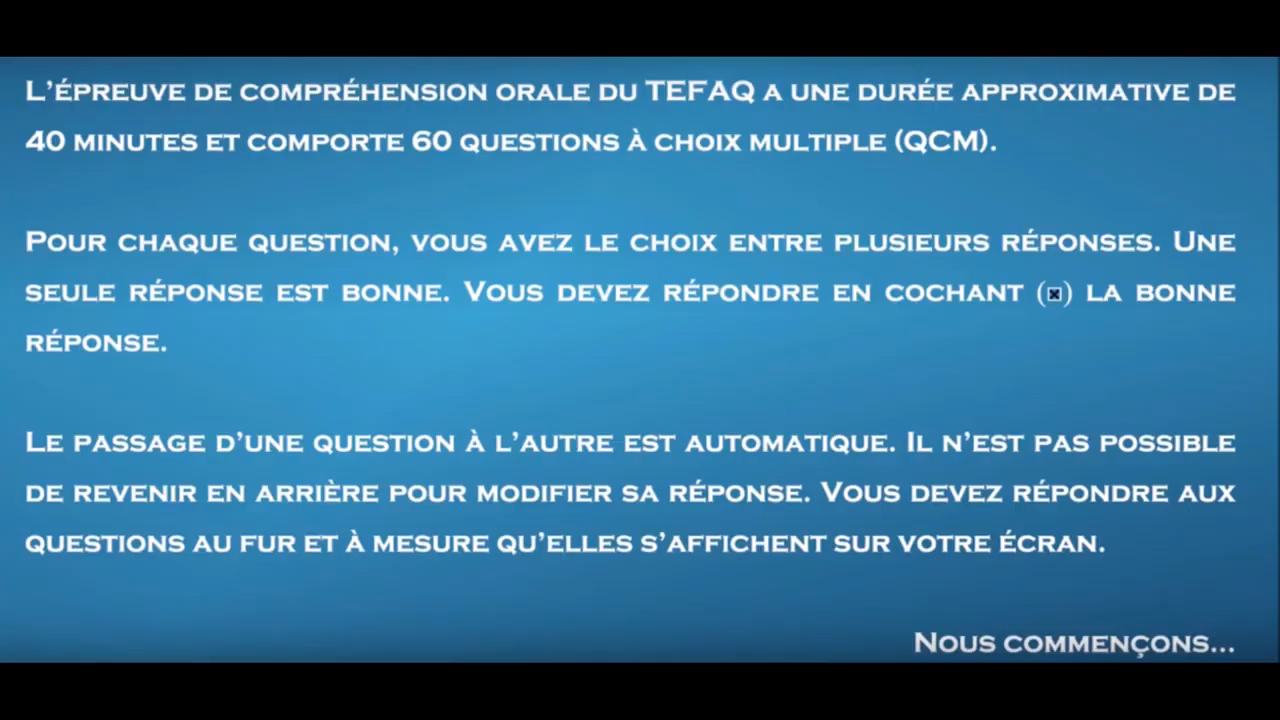 L'épreuve de compréhension orale du TEFAQ a une durée approximative de
40 minutes et comporte 60 questions à choix multiple (QCM).
Pour chaque question, vous avez le choix entre plusieurs réponses. Une
seule réponse est bonne. Vous devez répondre en cochant (☒) la bonne
réponse.
Le passage d'une question à l'autre est automatique. Il n'est pas possible
de revenir en arrière pour modifier sa réponse. Vous devez répondre aux
questions au fur et à mesure qu'elles s'affichent sur votre écran.
Nous commençons...